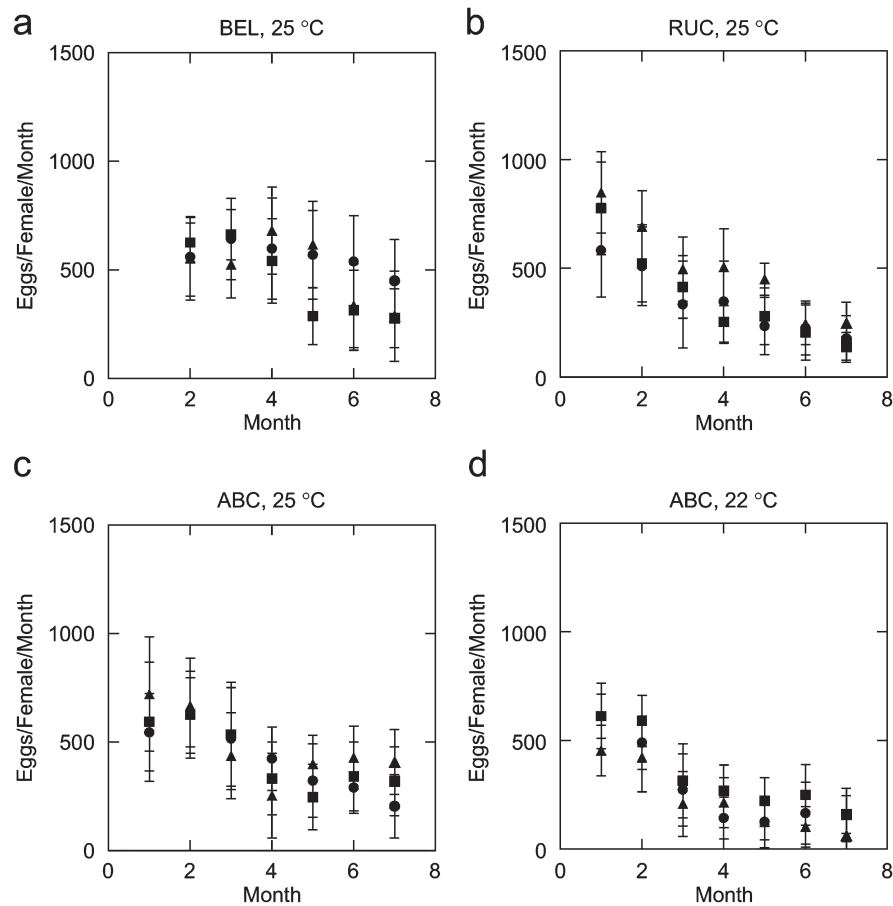 a
BEL, 25 °C
1500
1000
500
0
Eggs/Female/Month
0 2 4 6 8
Month
b
RUC, 25 °C
1500
1000
500
0
Eggs/Female/Month
0 2 4 6 8
Month
c
ABC, 25 °C
1500
1000
500
0
Eggs/Female/Month
0 2 4 6 8
Month
d
ABC, 22 °C
1500
1000
500
0
Eggs/Female/Month
0 2 4 6 8
Month